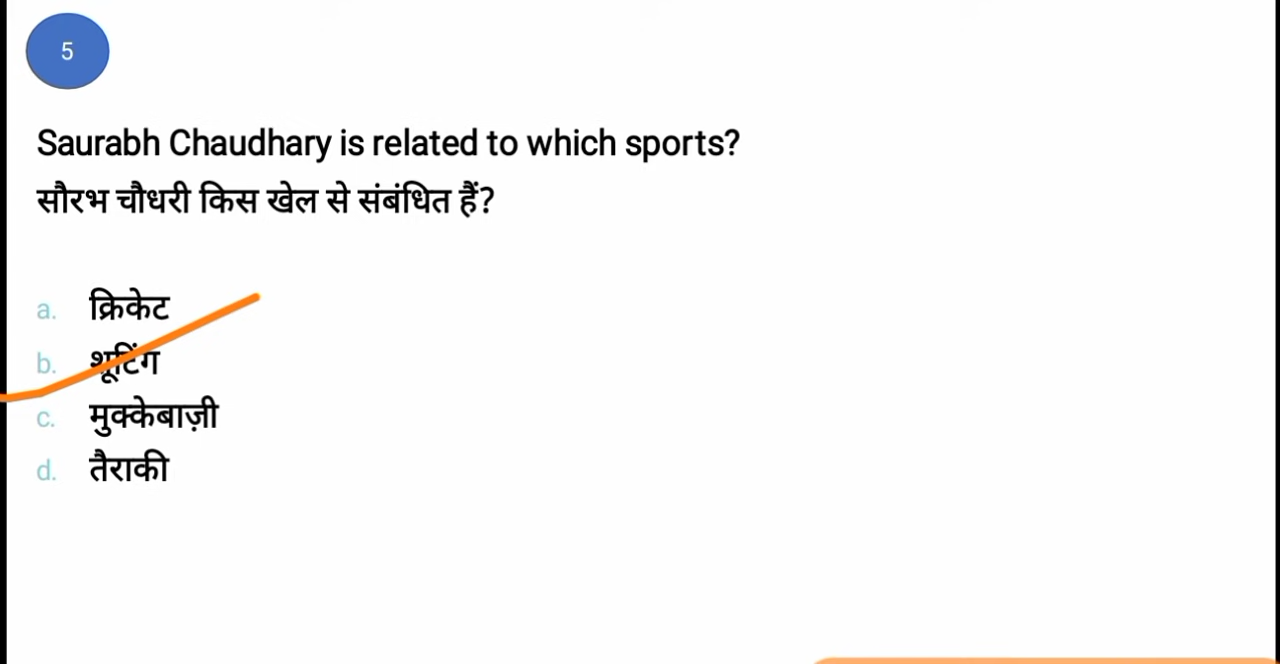 5
Saurabh Chaudhary is related to which sports?
सौरभ चौधरी किस खेल से संबंधित हैं?
a. क्रिकेट
b. शूटिंग
c. मुक्केबाज़ी
d. तैराकी